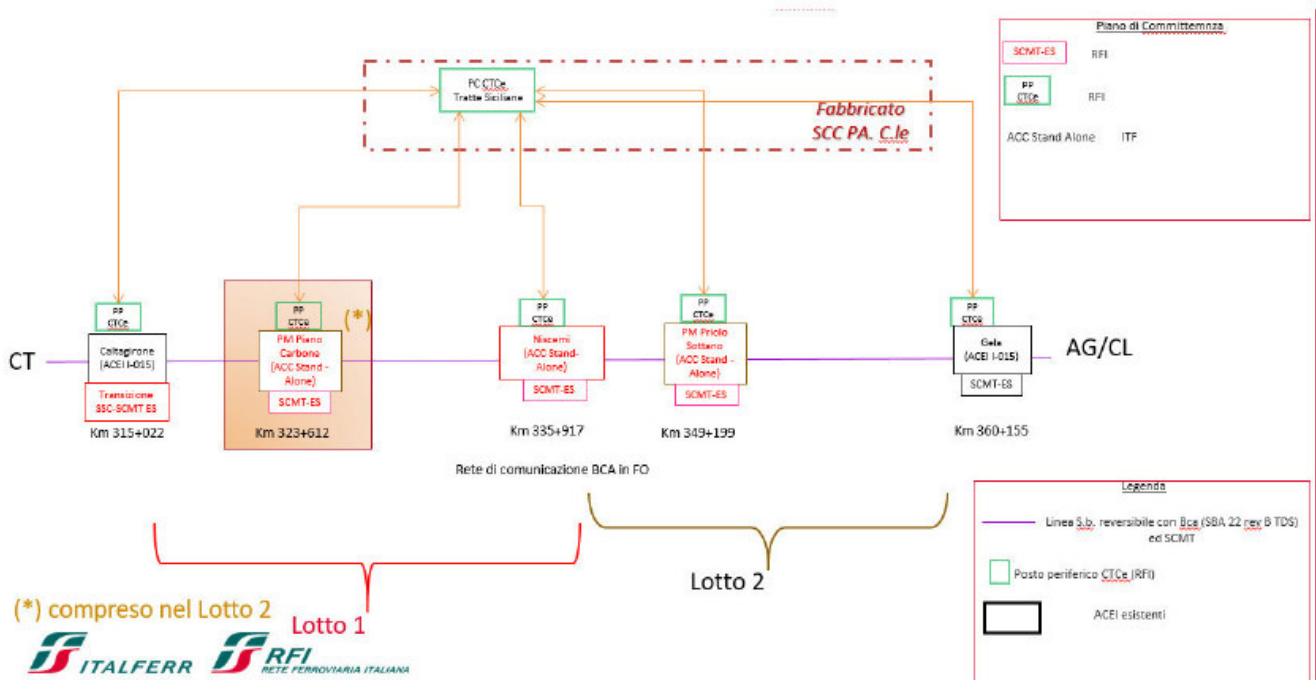 Piano di Committemnza
SCMT-ES RFI
PP
CTCe
RFI
ACC Stand Alone ITF
PC CTCe
Tratte Siciliane
Fabbricato
SCC PA. C.le
PP
CTCe
PP
CTCe
(*)
PP
CTCe
PP
CTCe
PP
CTCe
CT
Caltagirone
(ACEI I-015)
PM Piano
Carbone
(ACC Stand -
Alone)
Niscemi
(ACC Stand-
Alone)
PM Priolo
Sottano
(ACC Stand -
Alone)
Gela
(ACEI I-015)
AG/CL
Transizione
SSC-SCMT ES
SCMT-ES
SCMT-ES
SCMT-ES
SCMT-ES
Km 315+022
Km 323+612
Km 335+917
Km 349+199
Km 360+155
Rete di comunicazione BCA in FO
Legenda
Linea S.b. reversibile con Bca (SBA 22 rev B TDS)
ed SCMT
Posto periferico CTCe (RFI)
ACEI esistenti
Lotto 2
(*) compreso nel Lotto 2
Lotto 1
ITALFERR
RFI
RETE FERROVIARIA ITALIANA